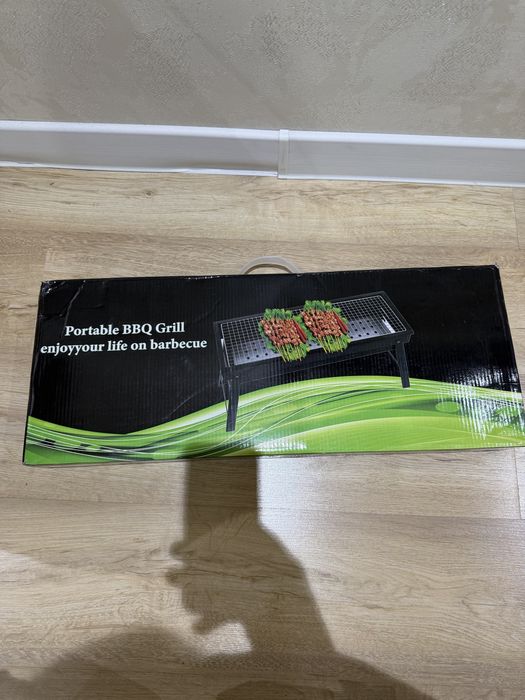 Portable BBQ Grill
enjoyyour life on barbecue